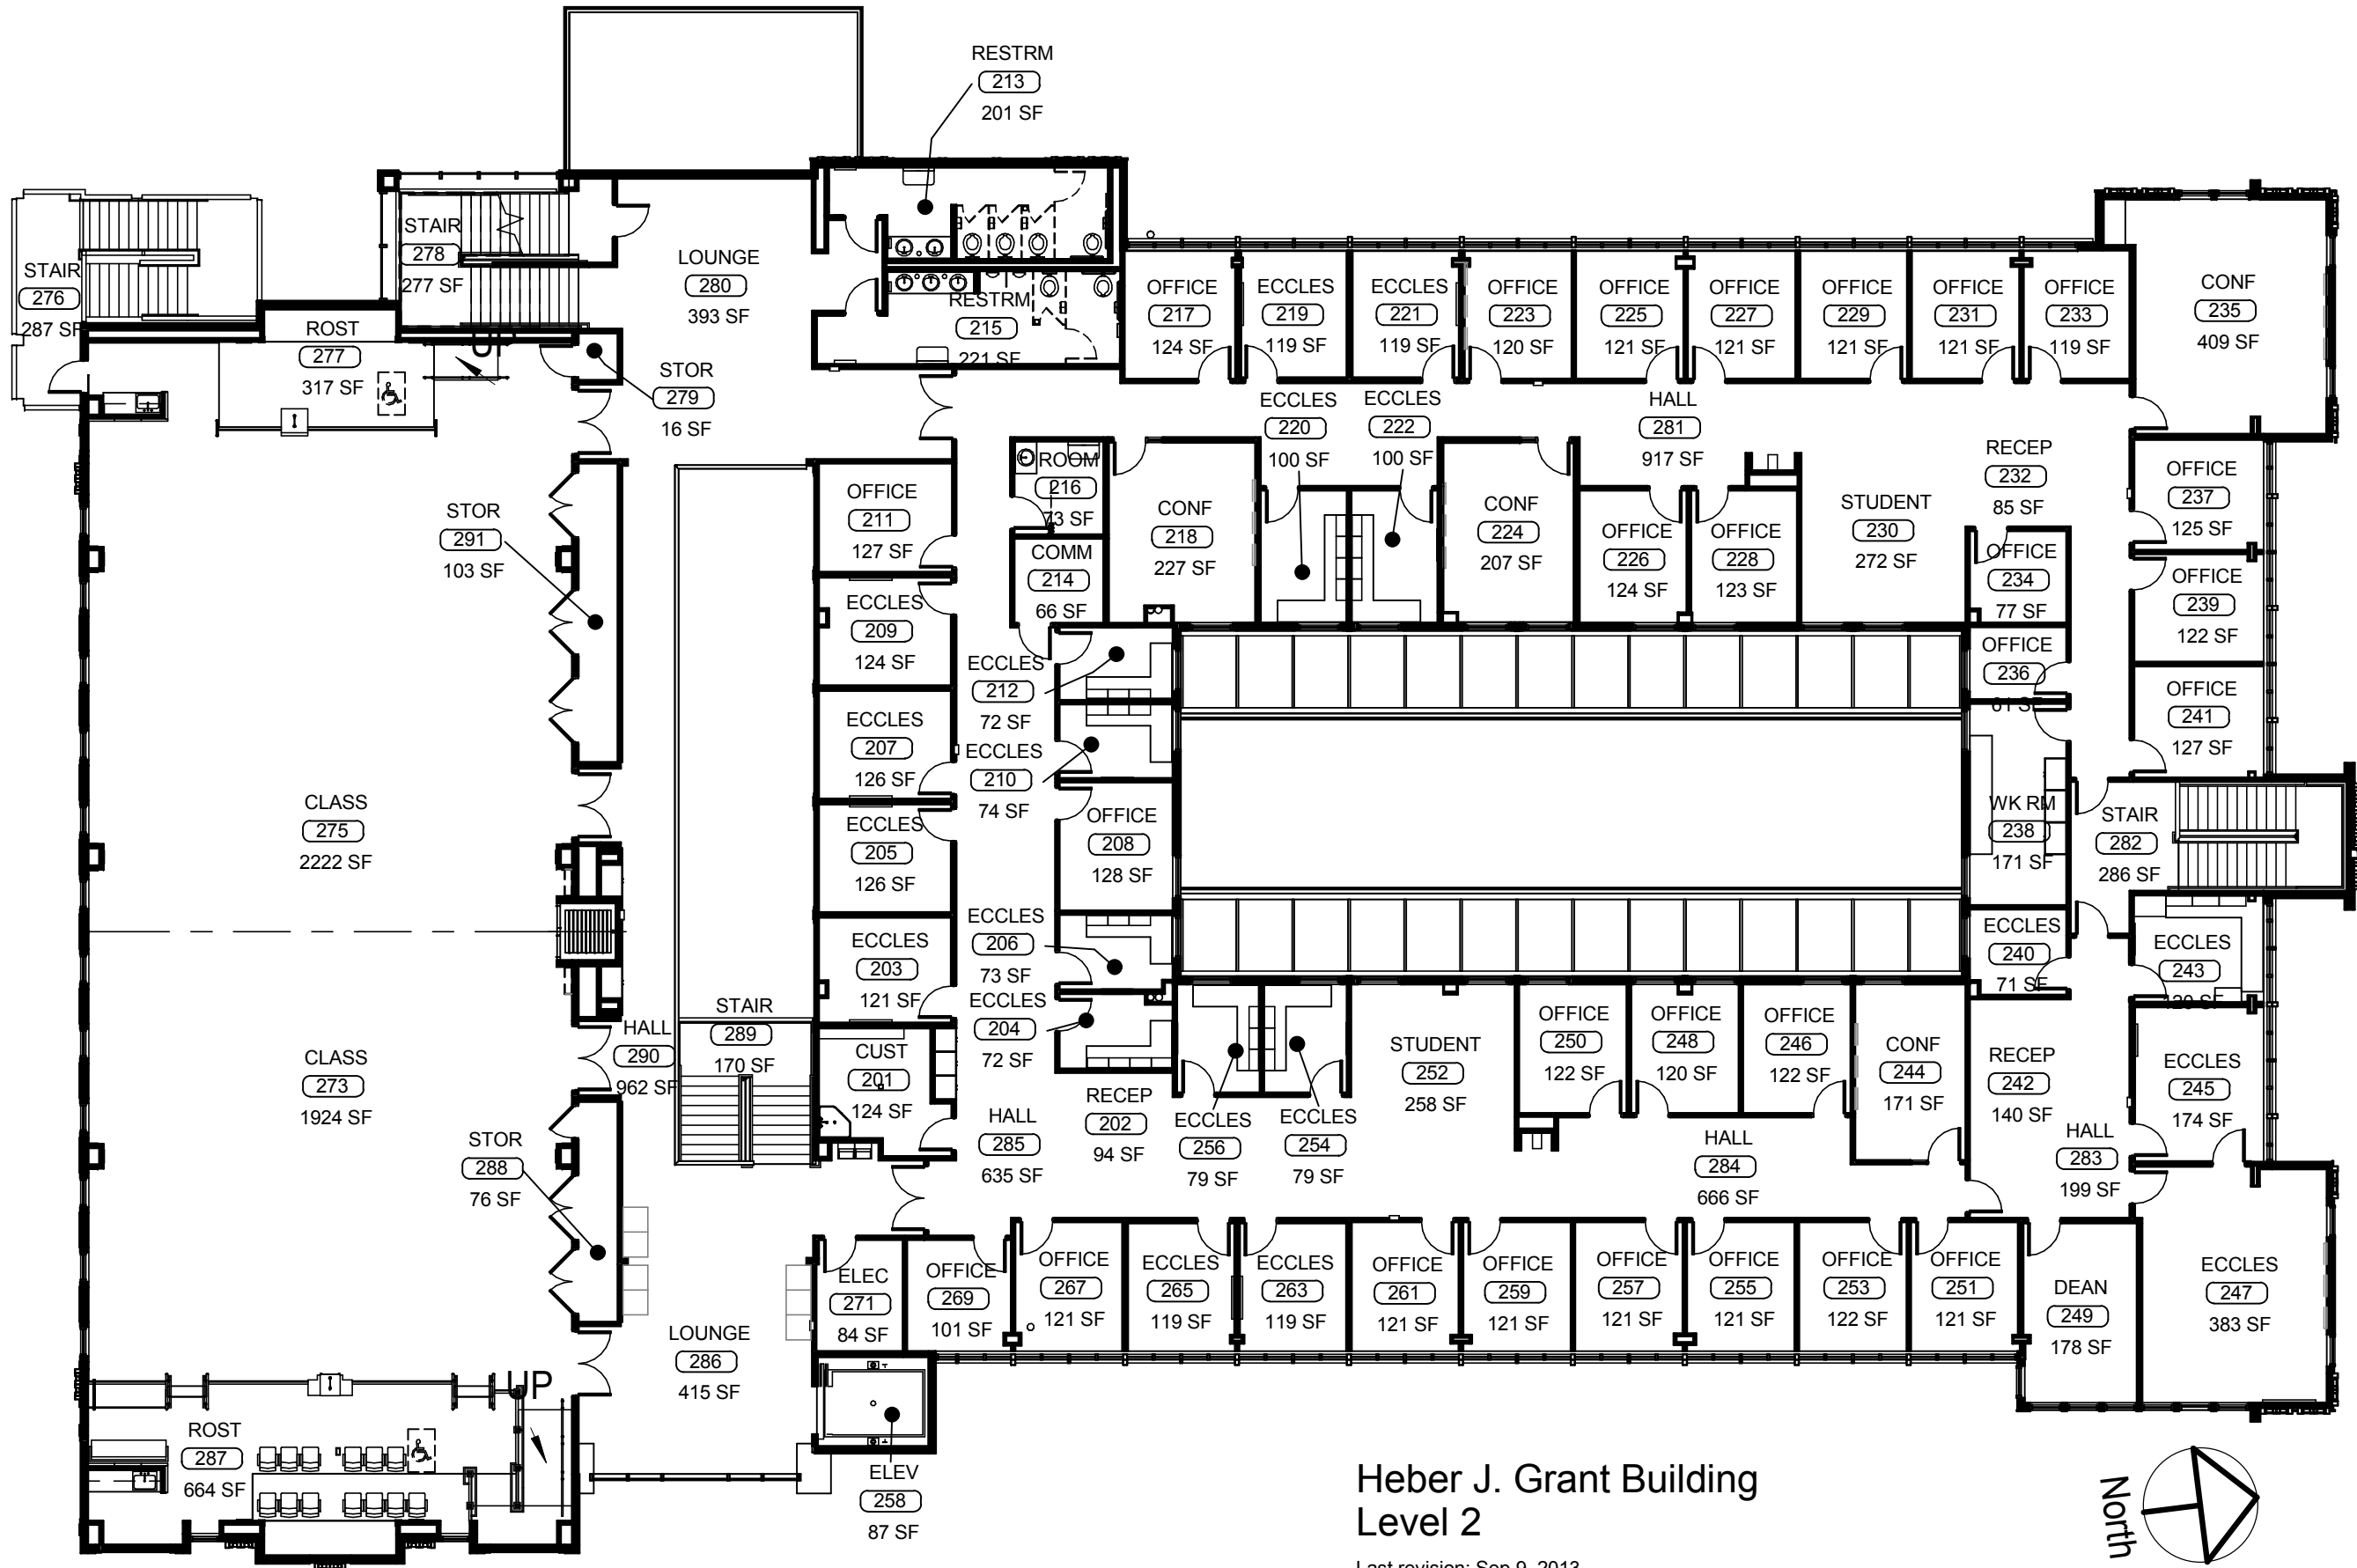 RESTRM
213
201 SF
STAIR
276
287 SF
STAIR
278
277 SF
UP
ROST
277
317 SF
LOUNGE
280
393 SF
STOR
279
16 SF
RESTRM
215
221 SF
OFFICE
217
124 SF
ECCLES
219
119 SF
ECCLES
221
119 SF
OFFICE
223
120 SF
OFFICE
225
121 SF
OFFICE
227
121 SF
OFFICE
229
121 SF
OFFICE
231
121 SF
OFFICE
233
119 SF
CONF
235
409 SF
ECCLES
220
100 SF
ECCLES
222
100 SF
HALL
281
917 SF
RECEP
232
85 SF
ROOM
216
73 SF
CONF
218
227 SF
CONF
224
207 SF
OFFICE
226
124 SF
OFFICE
228
123 SF
STUDENT
230
272 SF
OFFICE
234
77 SF
OFFICE
237
125 SF
OFFICE
239
122 SF
OFFICE
241
127 SF
STOR
291
103 SF
OFFICE
211
127 SF
COMM
214
66 SF
ECCLES
209
124 SF
ECCLES
212
72 SF
OFFICE
236
61 SF
ECCLES
207
126 SF
ECCLES
210
74 SF
CLASS
275
2222 SF
ECCLES
205
126 SF
OFFICE
208
128 SF
WK RM
238
171 SF
STAIR
282
286 SF
ECCLES
203
121 SF
ECCLES
206
73 SF
ECCLES
240
71 SF
ECCLES
243
ECCLES
204
72 SF
CLASS
273
1924 SF
HALL
290
962 SF
STAIR
289
170 SF
CUST
201
124 SF
HALL
285
635 SF
RECEP
202
94 SF
ECCLES
256
79 SF
ECCLES
254
79 SF
STUDENT
252
258 SF
OFFICE
250
122 SF
OFFICE
248
120 SF
OFFICE
246
122 SF
CONF
244
171 SF
RECEP
242
140 SF
ECCLES
245
174 SF
HALL
284
666 SF
HALL
283
199 SF
STOR
288
76 SF
LOUNGE
286
415 SF
ELEC
271
84 SF
OFFICE
269
101 SF
OFFICE
267
121 SF
ECCLES
265
119 SF
ECCLES
263
119 SF
OFFICE
261
121 SF
OFFICE
259
121 SF
OFFICE
257
121 SF
OFFICE
255
121 SF
OFFICE
253
122 SF
OFFICE
251
121 SF
DEAN
249
178 SF
ECCLES
247
383 SF
UP
ROST
287
664 SF
ELEV
258
87 SF
Heber J. Grant Building
Level 2
Last revision: Sep 9, 2013
North